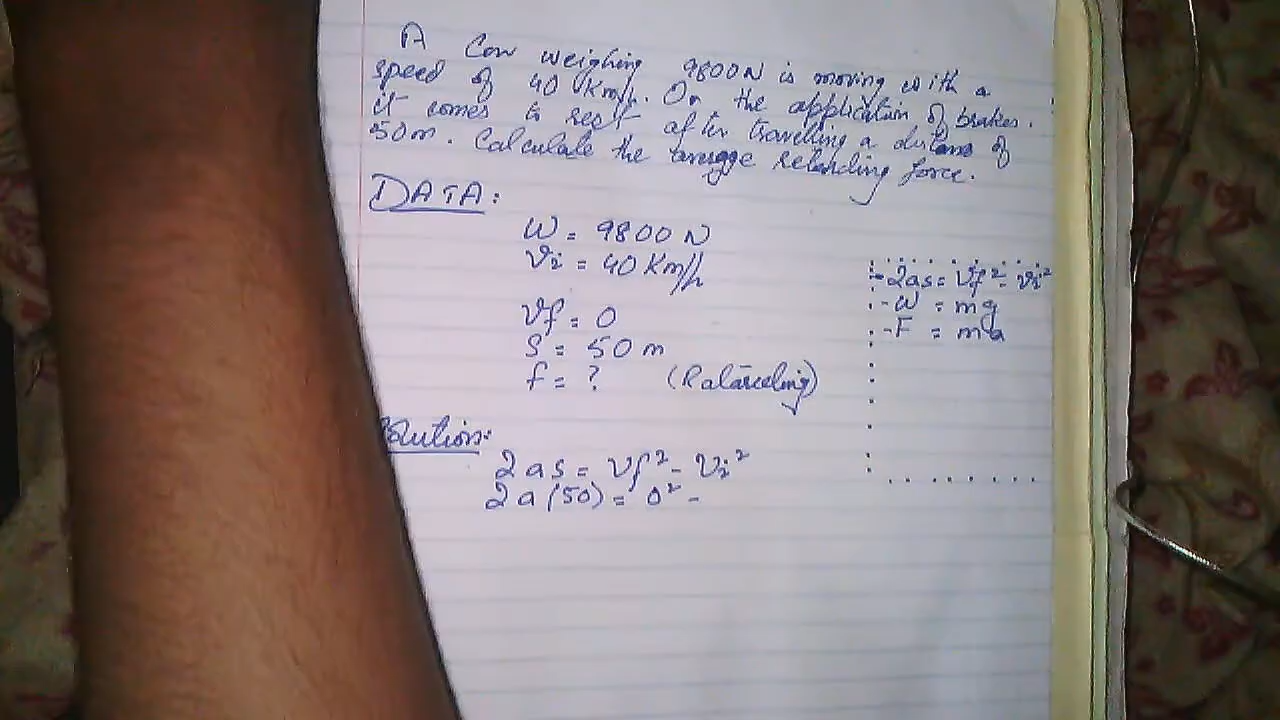 A Car weighing 9800N is moving with a
speed of 40 Km/h. On the application of brakes.
it comes to rest after travelling a distance of
50m. Calculate the average retarding force.
DATA:
W = 9800 N
Vi = 40 Km/h
Vf = 0
S = 50 m
f = ?
- 2as = Vf² - Vi²
- W = mg
- F = ma
olution:
2as = Vf² - Vi²
2a(50) = 0² -